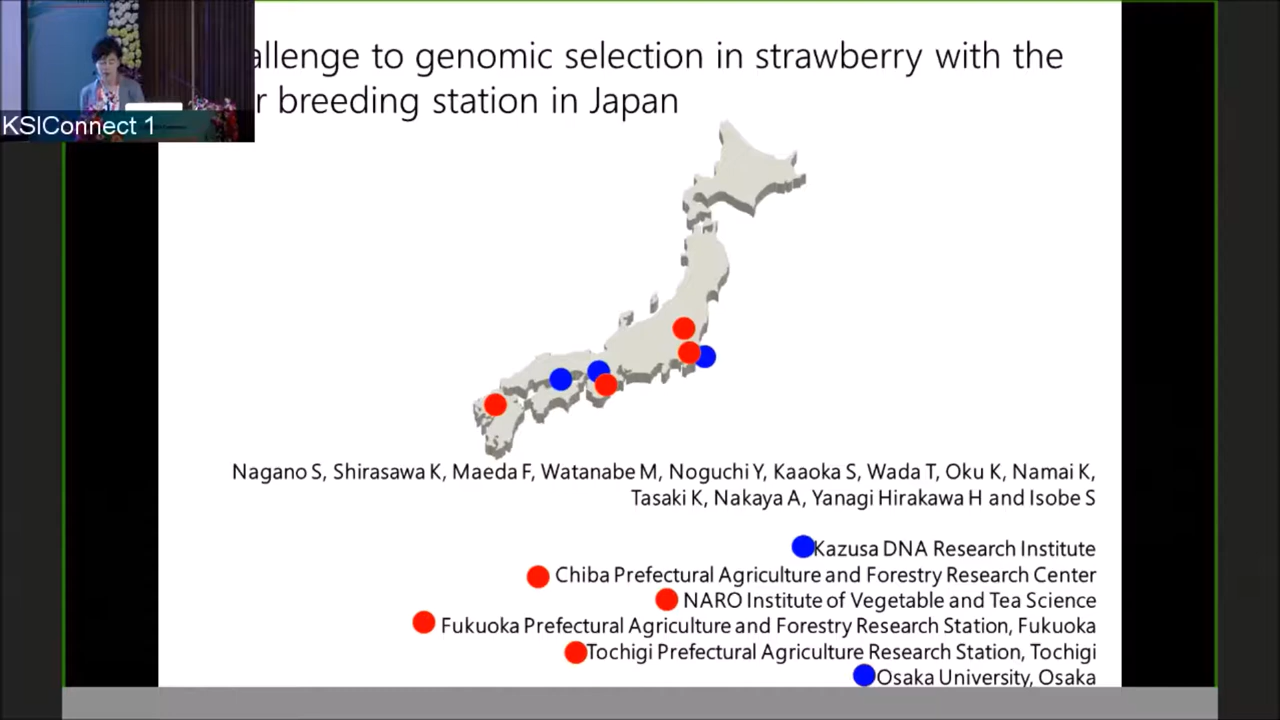 allenge to genomic selection in strawberry with the
r breeding station in Japan
KSIConnect 1
Nagano S, Shirasawa K, Maeda F, Watanabe M, Noguchi Y, Kaaoka S, Wada T, Oku K, Namai K,
Tasaki K, Nakaya A, Yanagi Hirakawa H and Isobe S
Kazusa DNA Research Institute
Chiba Prefectural Agriculture and Forestry Research Center
NARO Institute of Vegetable and Tea Science
Fukuoka Prefectural Agriculture and Forestry Research Station, Fukuoka
Tochigi Prefectural Agriculture Research Station, Tochigi
Osaka University, Osaka